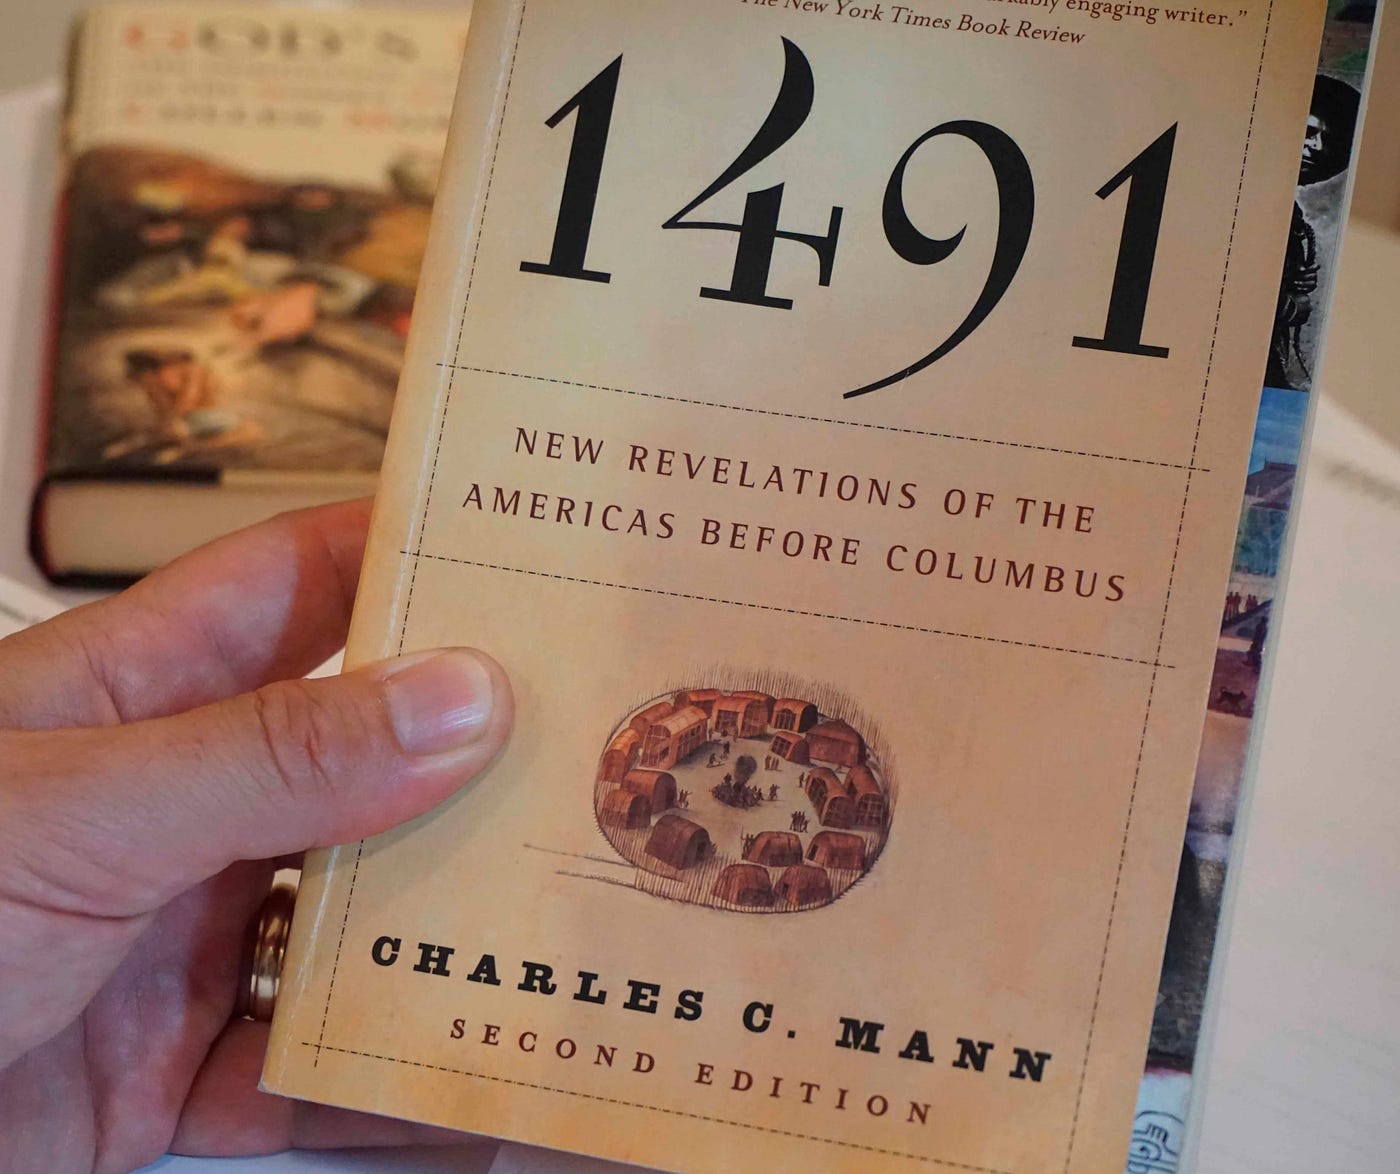 engaging writer.”
The New York Times Book Review
1491
NEW REVELATIONS OF THE
AMERICAS BEFORE COLUMBUS
CHARLES C. MANN
SECOND EDITION
GOD'S